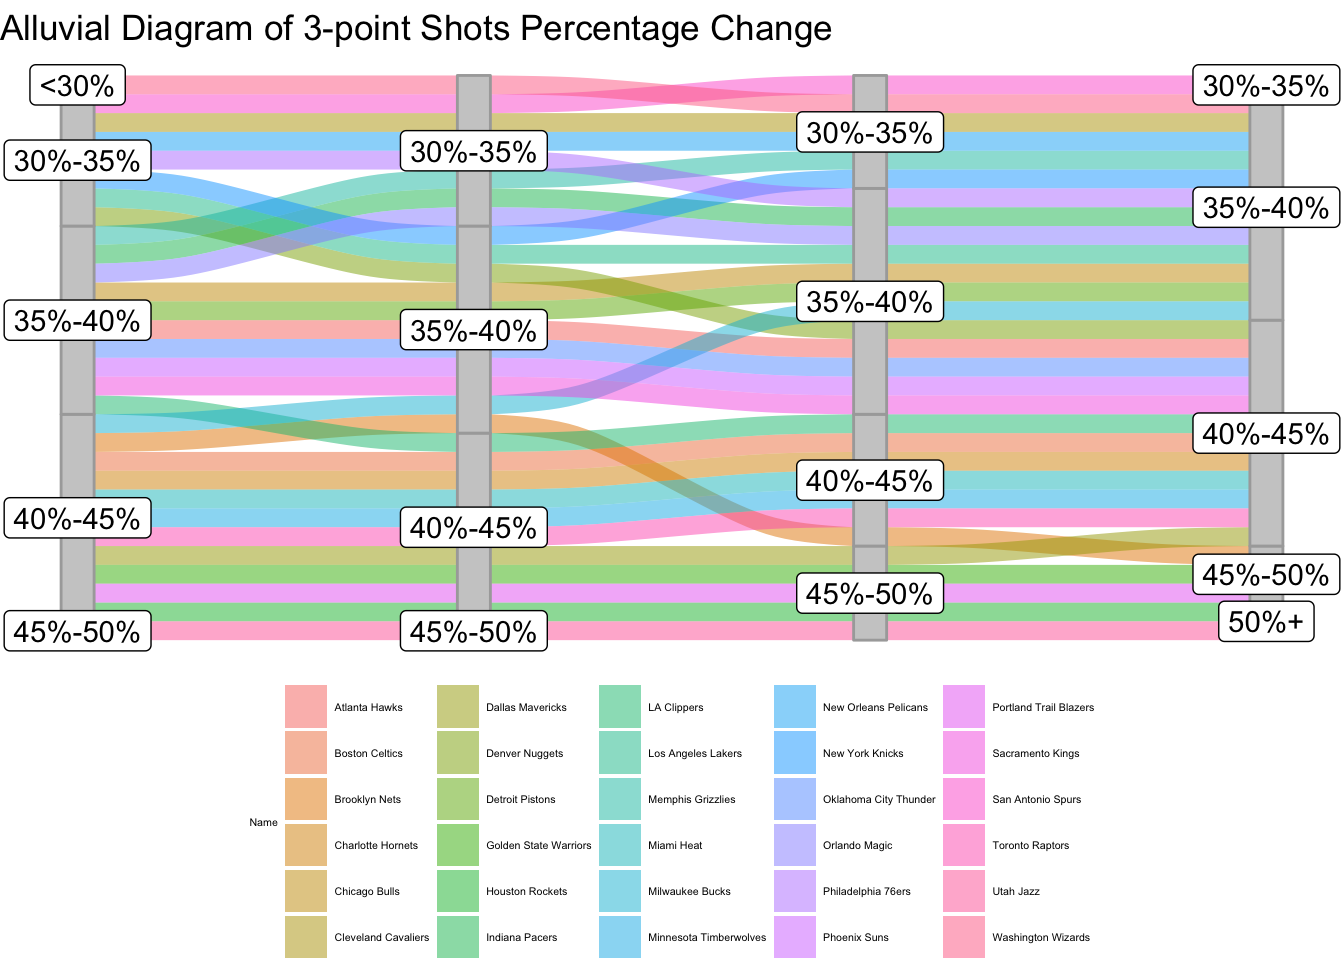 Alluvial Diagram of 3-point Shots Percentage Change
<30%
30%-35%
35%-40%
40%-45%
45%-50%
30%-35%
35%-40%
40%-45%
45%-50%
30%-35%
35%-40%
40%-45%
45%-50%
30%-35%
35%-40%
40%-45%
45%-50%
50%+
Name
Atlanta Hawks
Boston Celtics
Brooklyn Nets
Charlotte Hornets
Chicago Bulls
Cleveland Cavaliers
Dallas Mavericks
Denver Nuggets
Detroit Pistons
Golden State Warriors
Houston Rockets
Indiana Pacers
LA Clippers
Los Angeles Lakers
Memphis Grizzlies
Miami Heat
Milwaukee Bucks
Minnesota Timberwolves
New Orleans Pelicans
New York Knicks
Oklahoma City Thunder
Orlando Magic
Philadelphia 76ers
Phoenix Suns
Portland Trail Blazers
Sacramento Kings
San Antonio Spurs
Toronto Raptors
Utah Jazz
Washington Wizards